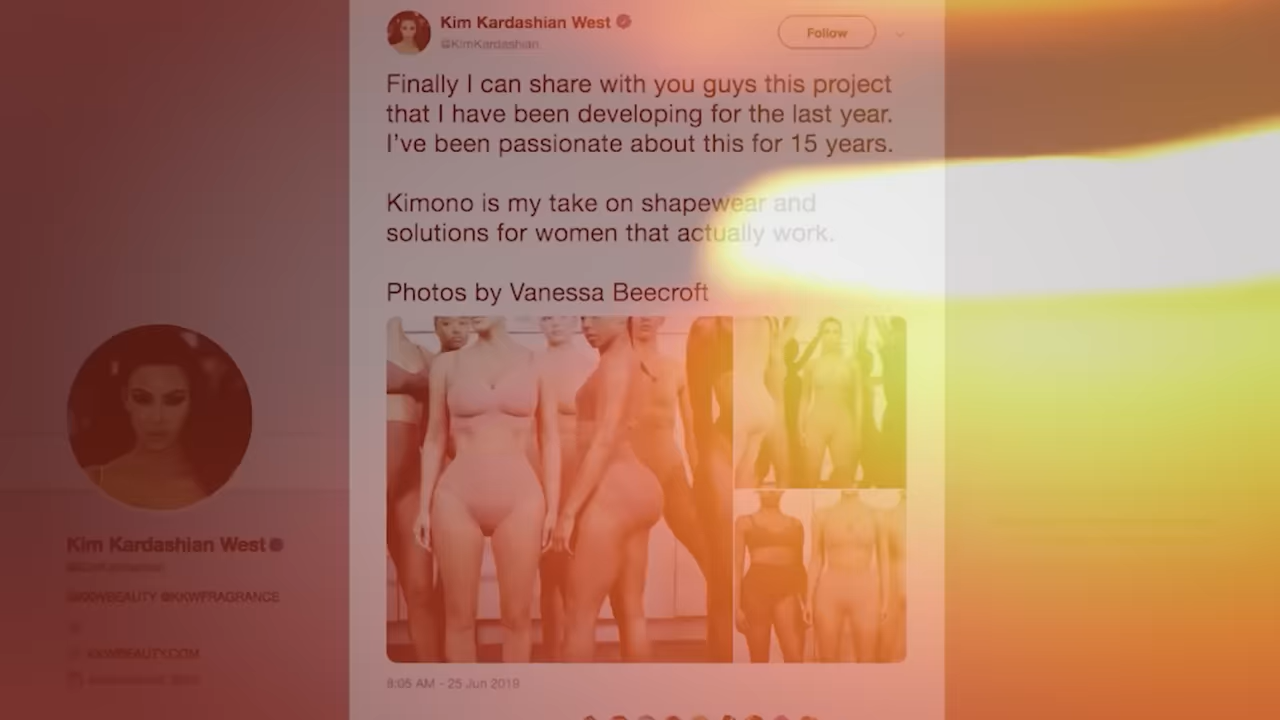 Kim Kardashian West
@KimKardashian
Follow
Finally I can share with you guys this project
that I have been developing for the last year.
I've been passionate about this for 15 years.
Kimono is my take on shapewear and
solutions for women that actually work.
Photos by Vanessa Beecroft
8:05 AM - 25 Jun 2019
Kim Kardashian West
@KKWBEAUTY @KKWFRAGRANCE
KKWBEAUTY.COM